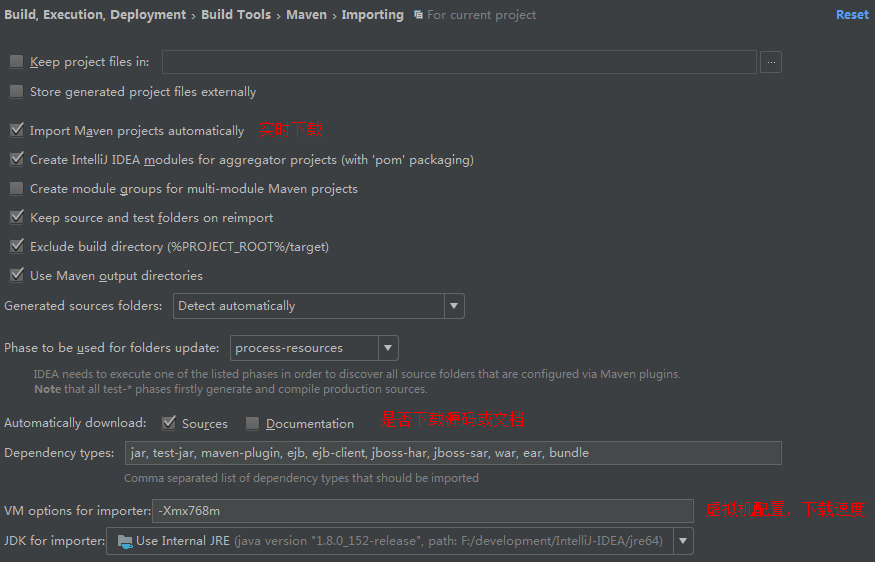 Build, Execution, Deployment › Build Tools › Maven › Importing For current project Reset
Keep project files in: ...
Store generated project files externally
Import Maven projects automatically 实时下载
Create IntelliJ IDEA modules for aggregator projects (with 'pom' packaging)
Create module groups for multi-module Maven projects
Keep source and test folders on reimport
Exclude build directory (%PROJECT_ROOT%/target)
Use Maven output directories
Generated sources folders: Detect automatically
Phase to be used for folders update: process-resources
IDEA needs to execute one of the listed phases in order to discover all source folders that are configured via Maven plugins.
Note that all test-* phases firstly generate and compile production sources.
Automatically download: Sources Documentation 是否下载源码或文档
Dependency types: jar, test-jar, maven-plugin, ejb, ejb-client, jboss-har, jboss-sar, war, ear, bundle
Comma separated list of dependency types that should be imported
VM options for importer: -Xmx768m 虚拟机配置，下载速度
JDK for importer: Use Internal JRE (java version "1.8.0_152-release", path: F:/development/IntelliJ-IDEA/jre64)